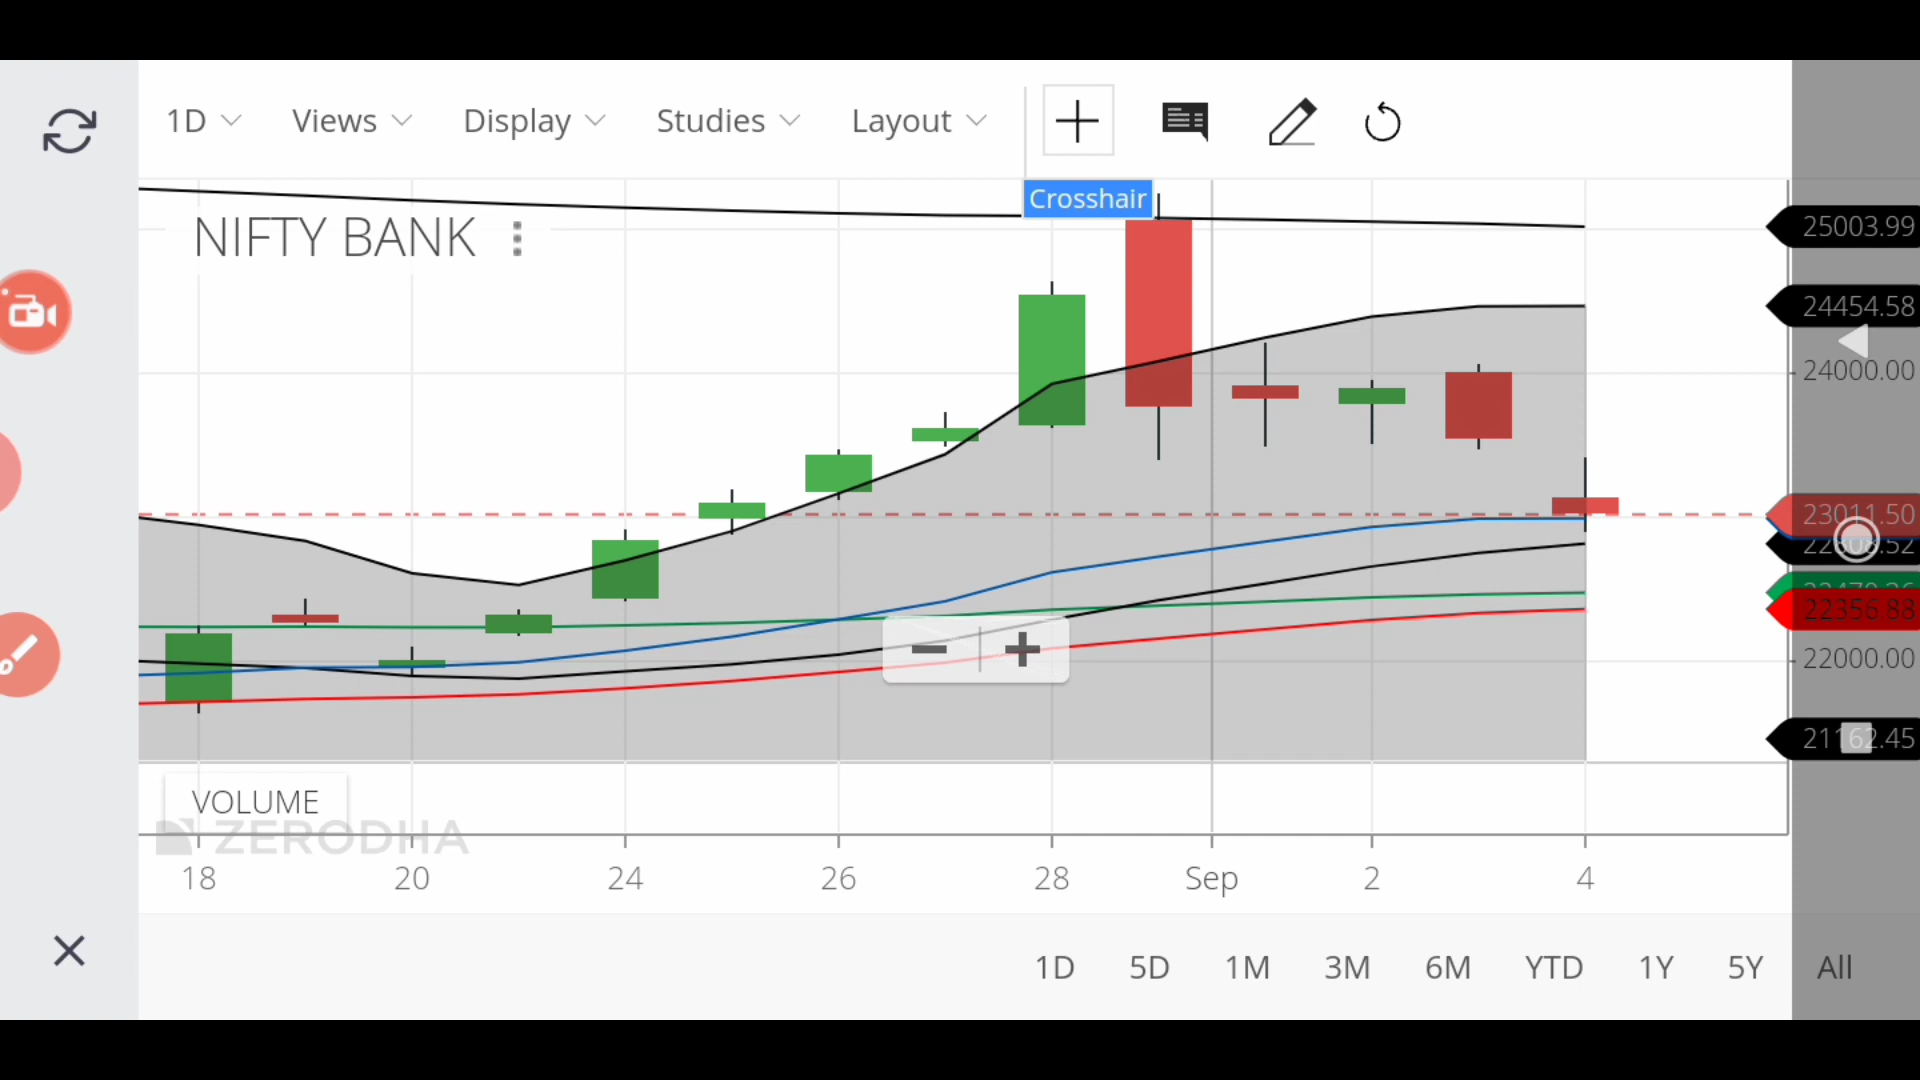 1D Views Display Studies Layout
Crosshair
NIFTY BANK
25003.99
24454.58
24000.00
23011.50
22356.88
22000.00
21162.45
VOLUME
ZERODHA
18 20 24 26 28 Sep 2 4
1D 5D 1M 3M 6M YTD 1Y 5Y All